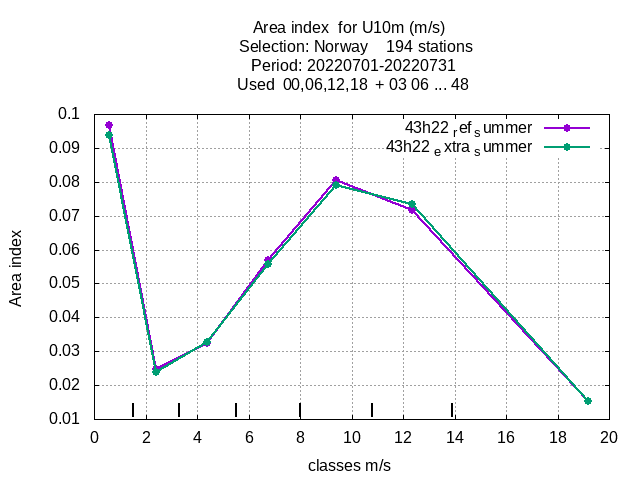 Area index  for U10m (m/s)
Selection: Norway    194 stations
Period: 20220701-20220731
Used  00,06,12,18  + 03 06 ... 48
0.1
0.09
0.08
0.07
0.06
0.05
0.04
0.03
0.02
0.01
Area index
43h22 ref summer
43h22 extra summer
0 2 4 6 8 10 12 14 16 18 20
classes m/s